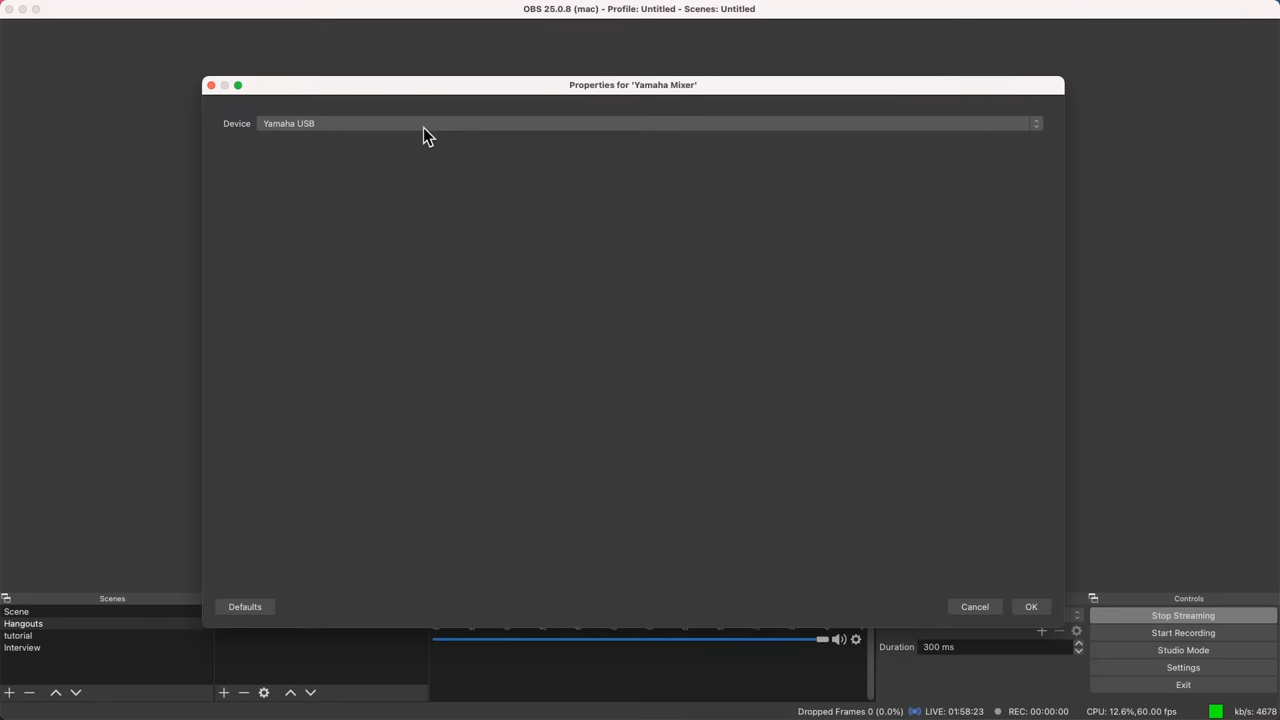 OBS 25.0.8 (mac) - Profile: Untitled - Scenes: Untitled
Properties for 'Yamaha Mixer'
Device Yamaha USB
Defaults Cancel OK
Scenes
Scene
Hangouts
tutorial
Interview
Duration 300 ms
Controls
Stop Streaming
Start Recording
Studio Mode
Settings
Exit
Dropped Frames 0 (0.0%) LIVE: 01:58:23 REC: 00:00:00 CPU: 12.6%,60.00 fps kb/s: 4678